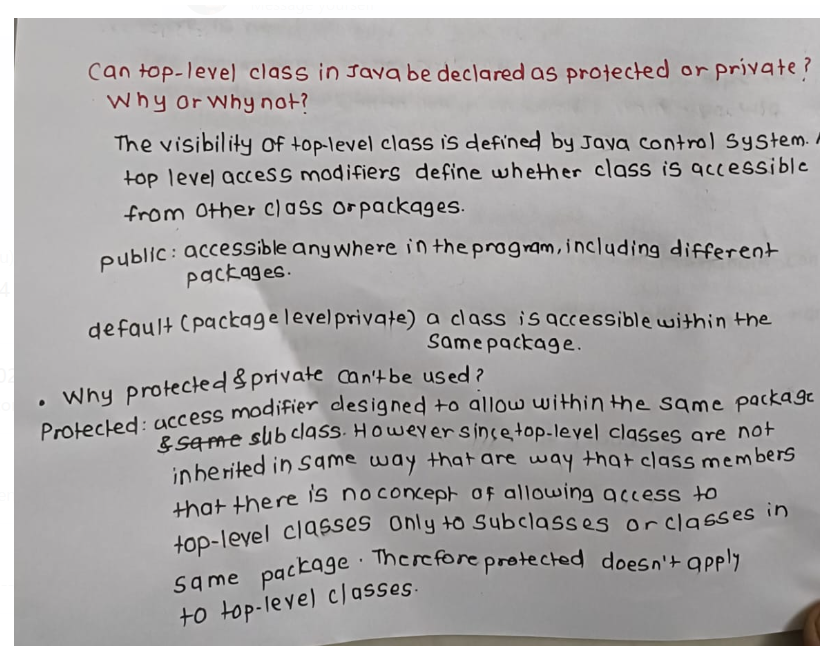 Can top-level class in Java be declared as protected or private?
Why or Why not?
The visibility of top-level class is defined by Java control System.
top level access modifiers define whether class is accessible
from other class or packages.
public: accessible anywhere in the program, including different
packages.
default (package level private) a class is accessible within the
same package.
• Why protected & private can't be used?
Protected: access modifier designed to allow within the same package
& same subclass. However since top-level classes are not
inherited in same way that are way that class members
that there is no concept of allowing access to
top-level classes only to subclasses or classes in
same package. Therefore protected doesn't apply
to top-level classes.